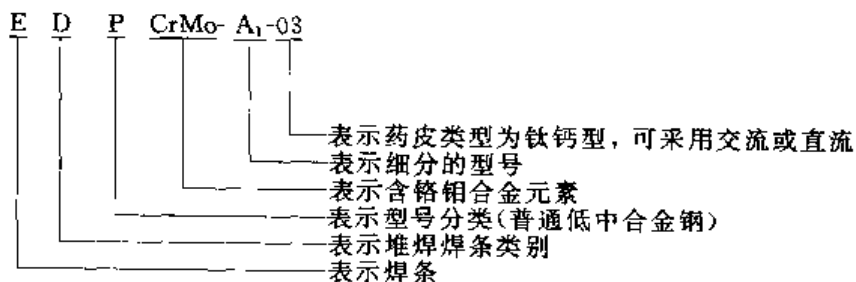 E D P CrMo-A₁-03
表示药皮类型为钛钙型，可采用交流或直流
表示细分的型号
表示含铬钼合金元素
表示型号分类(普通低中合金钢)
表示堆焊焊条类别
表示焊条